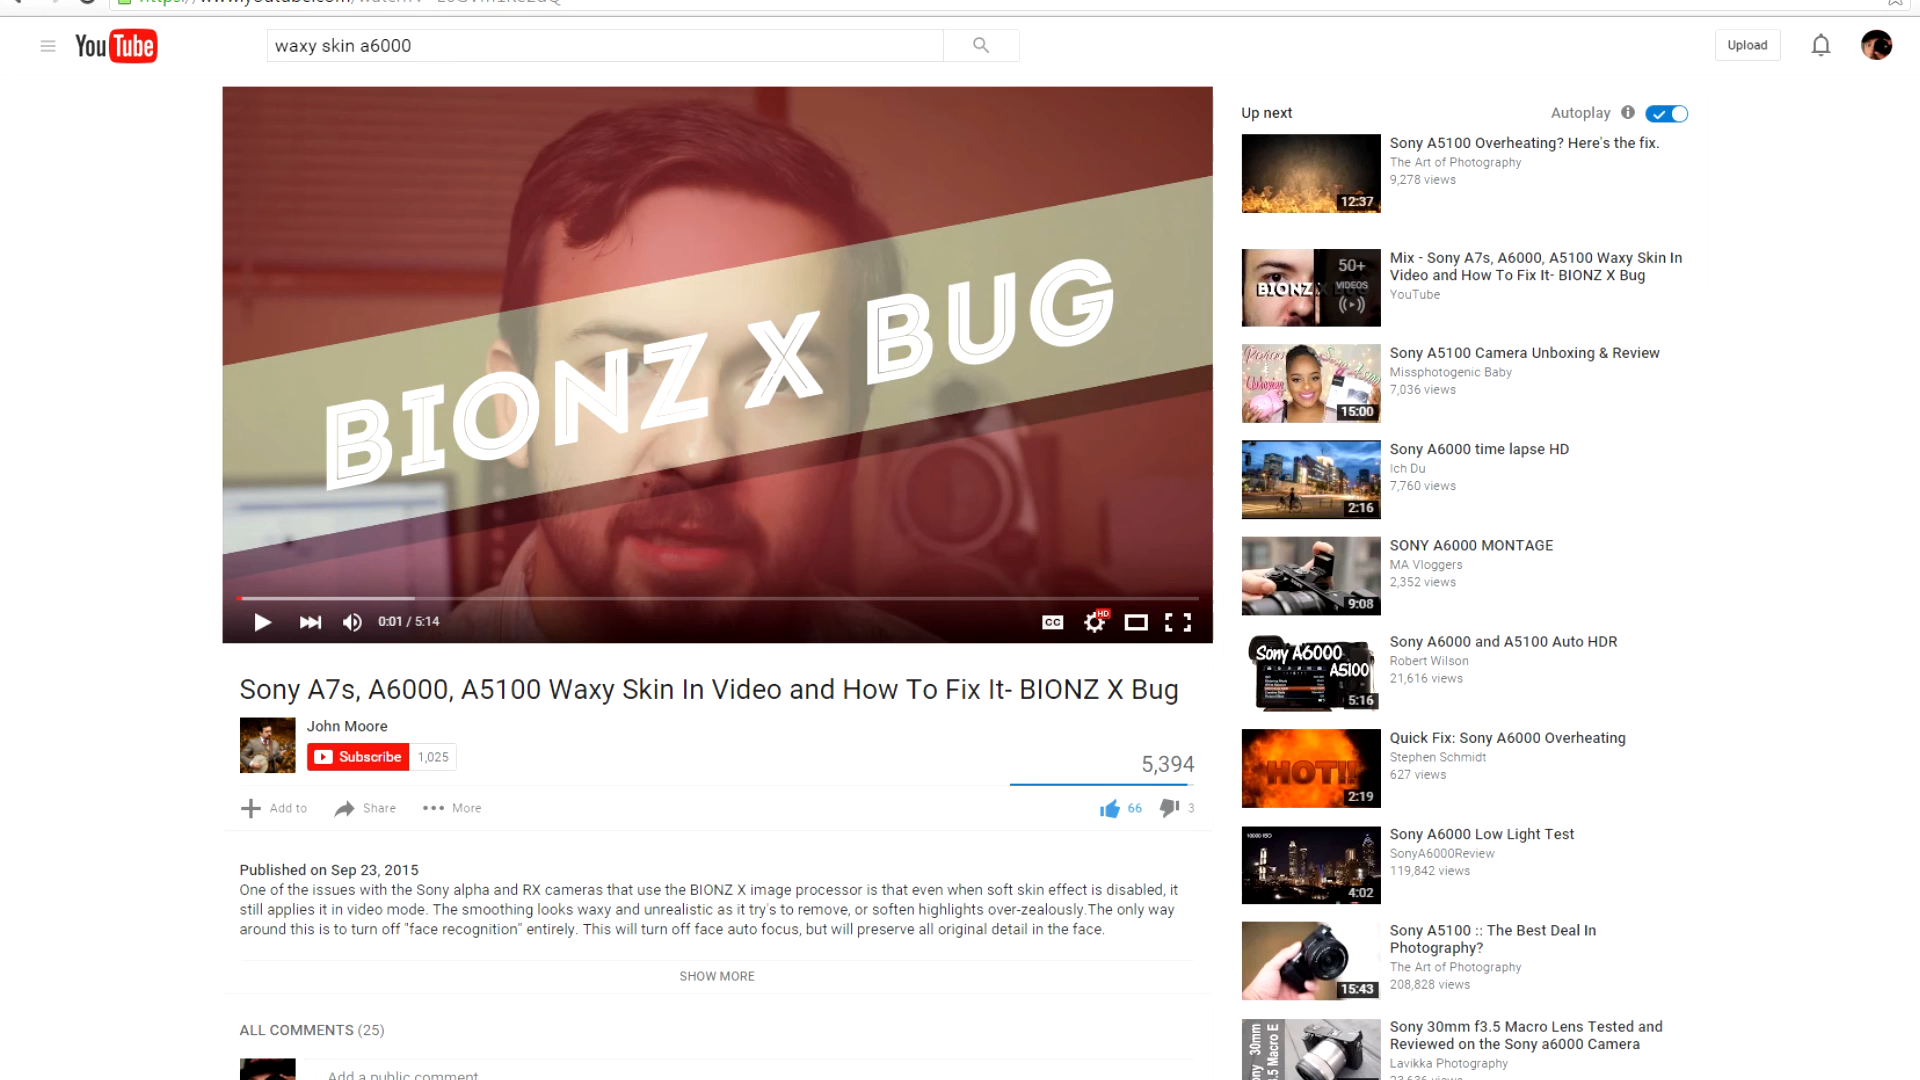 YouTube
waxy skin a6000
Upload
BIONZ X BUG
0:01 / 5:14
CC
HD
Sony A7s, A6000, A5100 Waxy Skin In Video and How To Fix It- BIONZ X Bug
John Moore
Subscribe 1,025
5,394
Add to Share More
66 3
Published on Sep 23, 2015
One of the issues with the Sony alpha and RX cameras that use the BIONZ X image processor is that even when soft skin effect is disabled, it
still applies it in video mode. The smoothing looks waxy and unrealistic as it try's to remove, or soften highlights over-zealously.The only way
around this is to turn off "face recognition" entirely. This will turn off face auto focus, but will preserve all original detail in the face.
SHOW MORE
ALL COMMENTS (25)
Add a public comment
Up next Autoplay
Sony A5100 Overheating? Here's the fix.
The Art of Photography
9,278 views
12:37
Mix - Sony A7s, A6000, A5100 Waxy Skin In
Video and How To Fix It- BIONZ X Bug
YouTube
50+
VIDEOS
BIONZ X BUG
Sony A5100 Camera Unboxing & Review
Missphotogenic Baby
7,036 views
15:00
Sony A6000 time lapse HD
Ich Du
7,760 views
2:16
SONY A6000 MONTAGE
MA Vloggers
2,352 views
9:08
Sony A6000 and A5100 Auto HDR
Robert Wilson
21,616 views
Sony A6000
A5100
5:16
Quick Fix: Sony A6000 Overheating
Stephen Schmidt
627 views
HOT!!
2:19
Sony A6000 Low Light Test
SonyA6000Review
119,842 views
10000 ISO
4:02
Sony A5100 :: The Best Deal In
Photography?
The Art of Photography
208,828 views
15:43
Sony 30mm f3.5 Macro Lens Tested and
Reviewed on the Sony a6000 Camera
Lavikka Photography